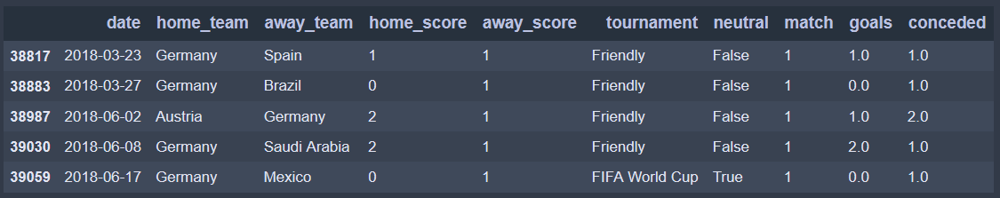 date home_team away_team home_score away_score tournament neutral match goals conceded
38817 2018-03-23 Germany Spain 1 1 Friendly False 1 1.0 1.0
38883 2018-03-27 Germany Brazil 0 1 Friendly False 1 0.0 1.0
38987 2018-06-02 Austria Germany 2 1 Friendly False 1 1.0 2.0
39030 2018-06-08 Germany Saudi Arabia 2 1 Friendly False 1 2.0 1.0
39059 2018-06-17 Germany Mexico 0 1 FIFA World Cup True 1 0.0 1.0